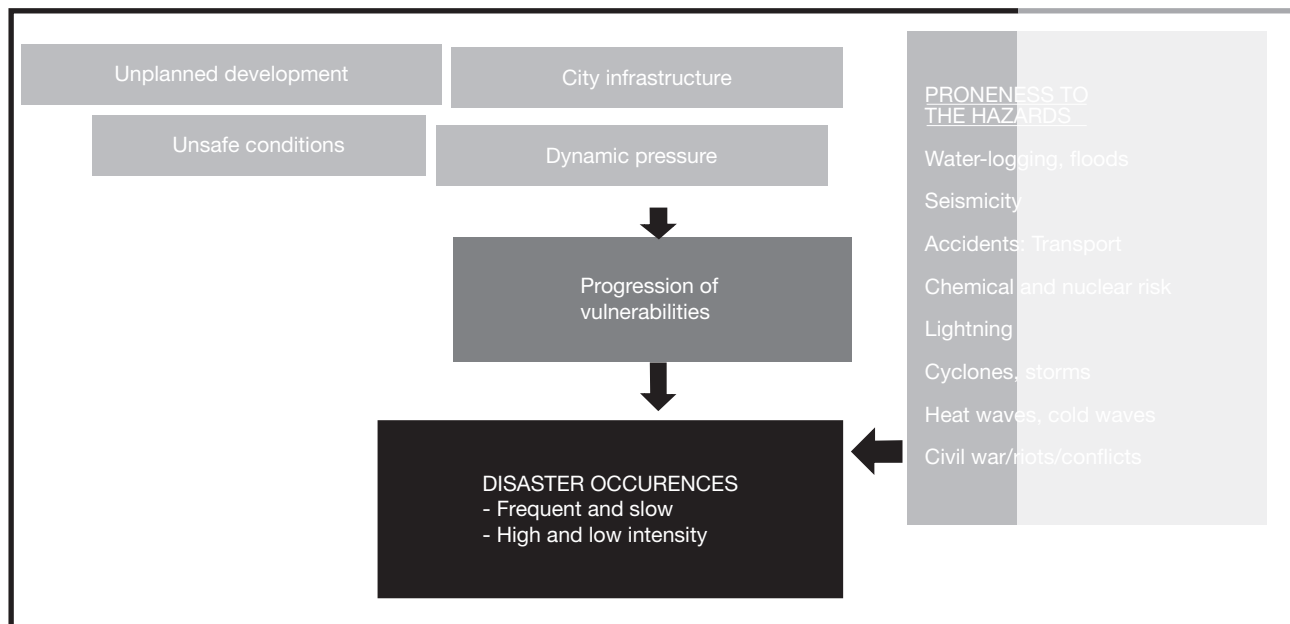 Unplanned development
City infrastructure
Unsafe conditions
Dynamic pressure
Progression of
vulnerabilities
DISASTER OCCURENCES
- Frequent and slow
- High and low intensity
PRONENESS TO
THE HAZARDS
Water-logging, floods
Seismicity
Accidents: Transport
Chemical and nuclear risk
Lightning
Cyclones, storms
Heat waves, cold waves
Civil war/riots/conflicts